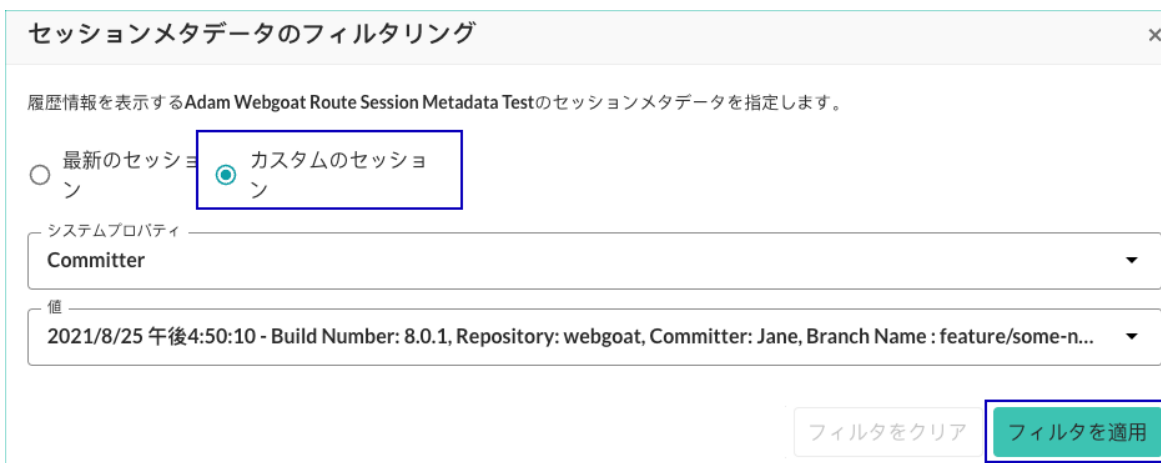 セッションメタデータのフィルタリング ×
履歴情報を表示するAdam Webgoat Route Session Metadata Testのセッションメタデータを指定します。
最新のセッショ
ン
カスタムのセッショ
ン
システムプロパティ
Committer
値
2021/8/25 午後4:50:10 - Build Number: 8.0.1, Repository: webgoat, Committer: Jane, Branch Name : feature/some-n...
フィルタをクリア
フィルタを適用